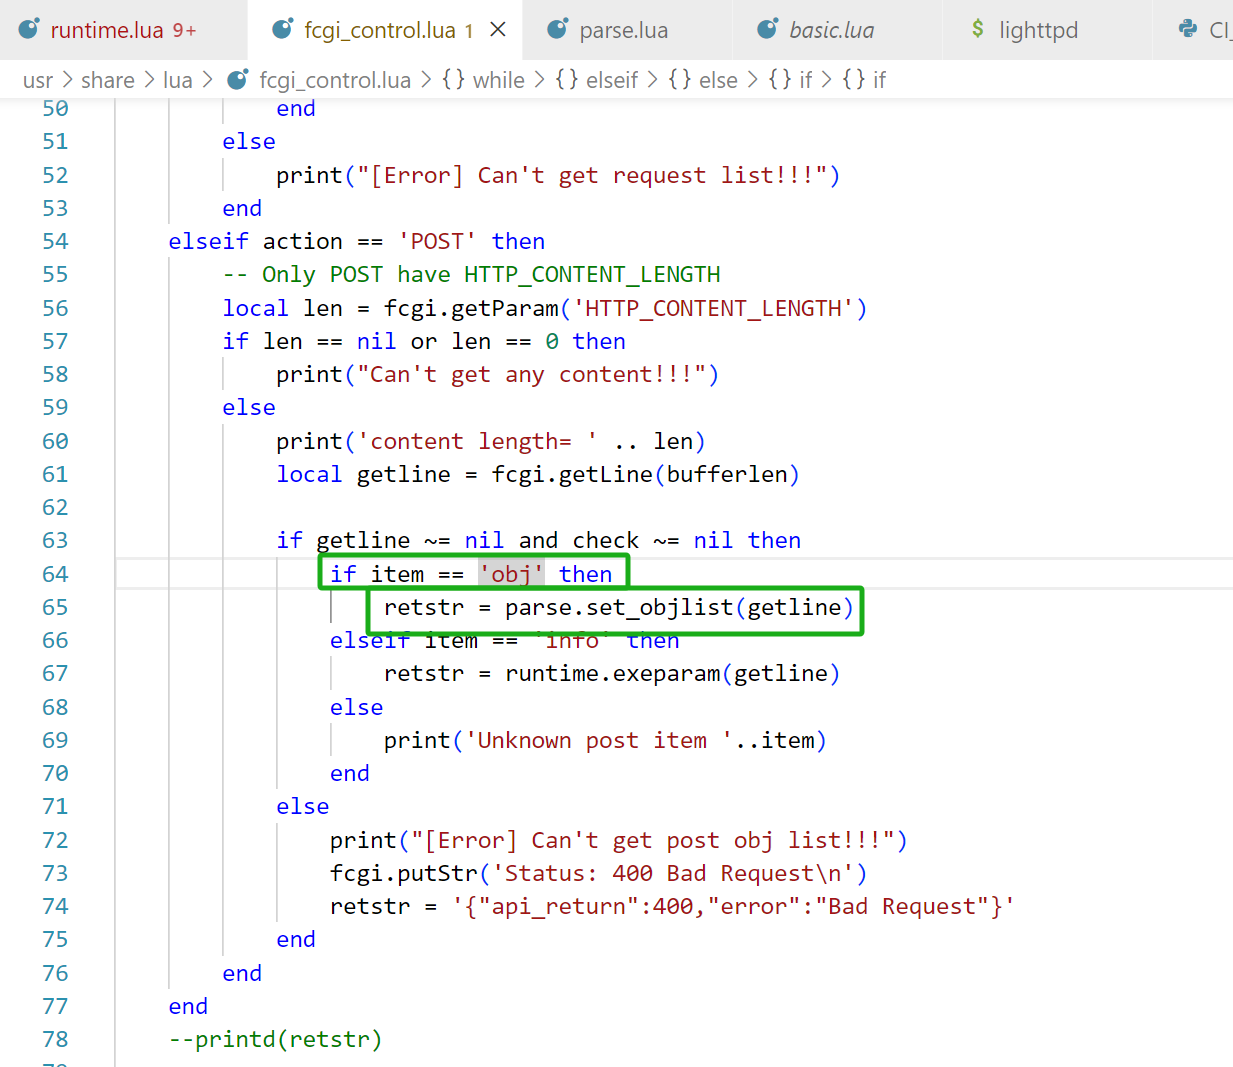 runtime.lua 9+ fcgi_control.lua 1 parse.lua basic.lua $ lighttpd CI_
usr > share > lua > fcgi_control.lua > {} while > {} elseif > {} else > {} if > {} if
50 end
51 else
52 print("[Error] Can't get request list!!!")
53 end
54 elseif action == 'POST' then
55 -- Only POST have HTTP_CONTENT_LENGTH
56 local len = fcgi.getParam('HTTP_CONTENT_LENGTH')
57 if len == nil or len == 0 then
58 print("Can't get any content!!!")
59 else
60 print('content length= ' .. len)
61 local getline = fcgi.getLine(bufferlen)
62
63 if getline ~= nil and check ~= nil then
64 if item == 'obj' then
65 retstr = parse.set_objlist(getline)
66 elseif item == 'info' then
67 retstr = runtime.exeparam(getline)
68 else
69 print('Unknown post item '..item)
70 end
71 else
72 print("[Error] Can't get post obj list!!!")
73 fcgi.putStr('Status: 400 Bad Request\n')
74 retstr = '{"api_return":400,"error":"Bad Request"}'
75 end
76 end
77 end
78 --printd(retstr)